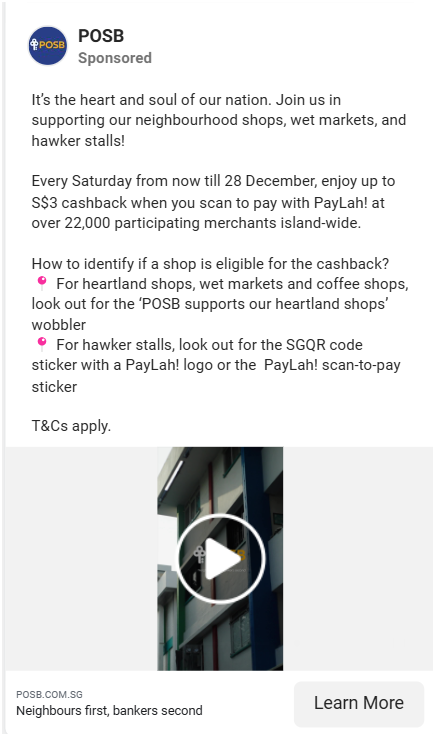 POSB
POSB
Sponsored
It's the heart and soul of our nation. Join us in
supporting our neighbourhood shops, wet markets, and
hawker stalls!
Every Saturday from now till 28 December, enjoy up to
S$3 cashback when you scan to pay with PayLah! at
over 22,000 participating merchants island-wide.
How to identify if a shop is eligible for the cashback?
📍 For heartland shops, wet markets and coffee shops,
look out for the ‘POSB supports our heartland shops’
wobbler
📍 For hawker stalls, look out for the SGQR code
sticker with a PayLah! logo or the  PayLah! scan-to-pay
sticker
T&Cs apply.
POSB.COM.SG
Neighbours first, bankers second
Learn More